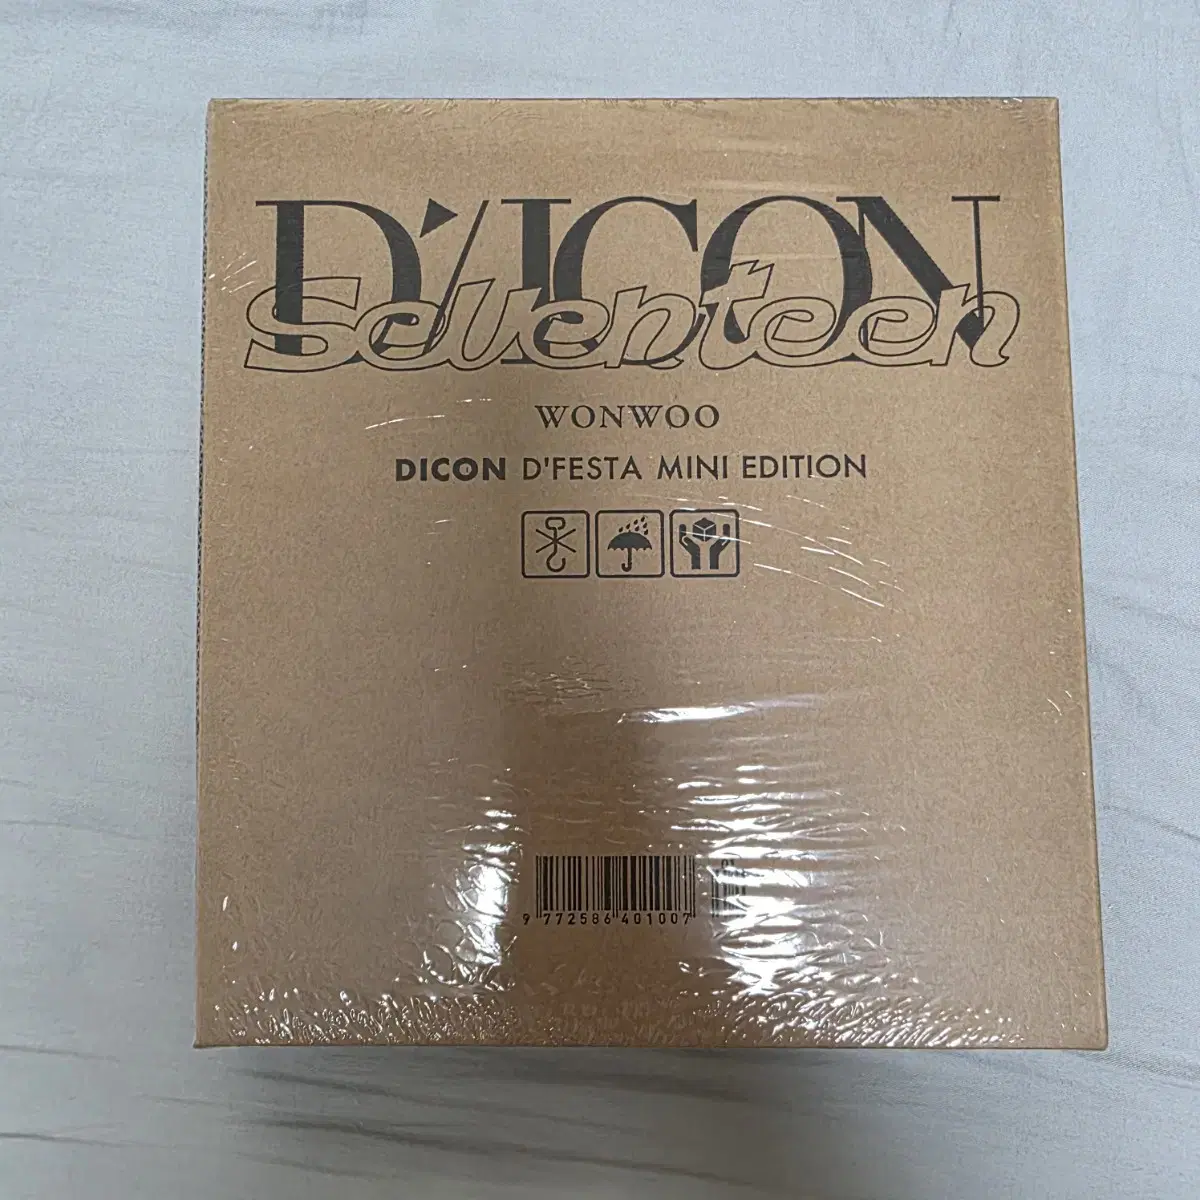 D'/ICON
Seventeen
WONWOO
DICON D'FESTA MINI EDITION
9 772586 401007